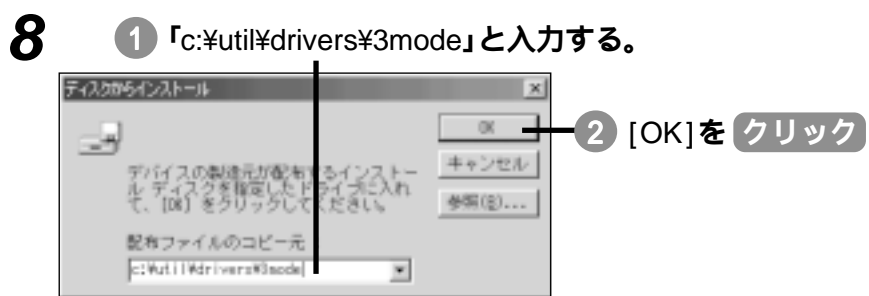 8
1 「c:¥util¥drivers¥3mode」と入力する。
ディスクからインストール
OK
2 [OK]を クリック
デバイスの製造元が配布するインストー
ル ディスクを指定したドライブに入れ
て、[OK] をクリックしてください。
キャンセル
参照(B)...
配布ファイルのコピー元
c:¥util¥drivers¥3mode